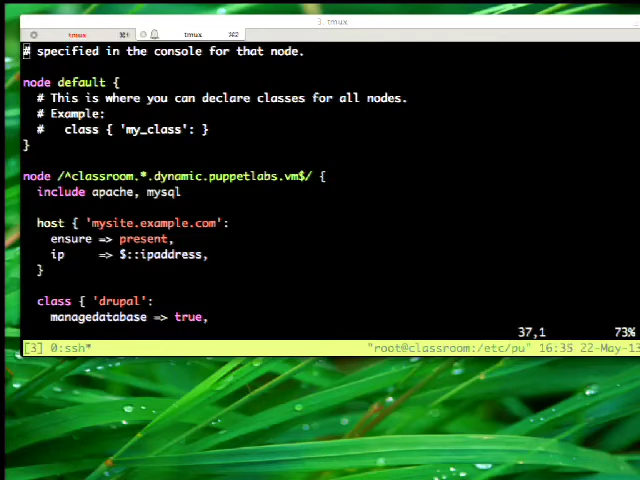 3. tmux
tmux ⌘1 tmux ⌘2
# specified in the console for that node.
node default {
# This is where you can declare classes for all nodes.
# Example:
#   class { 'my_class': }
}
node /^classroom.*.dynamic.puppetlabs.vm$/ {
include apache, mysql
host { 'mysite.example.com':
ensure => present,
ip     => $::ipaddress,
}
class { 'drupal':
managedatabase => true,
37,1 73%
[3] 0:ssh* "root@classroom:/etc/pu" 16:35 22-May-13